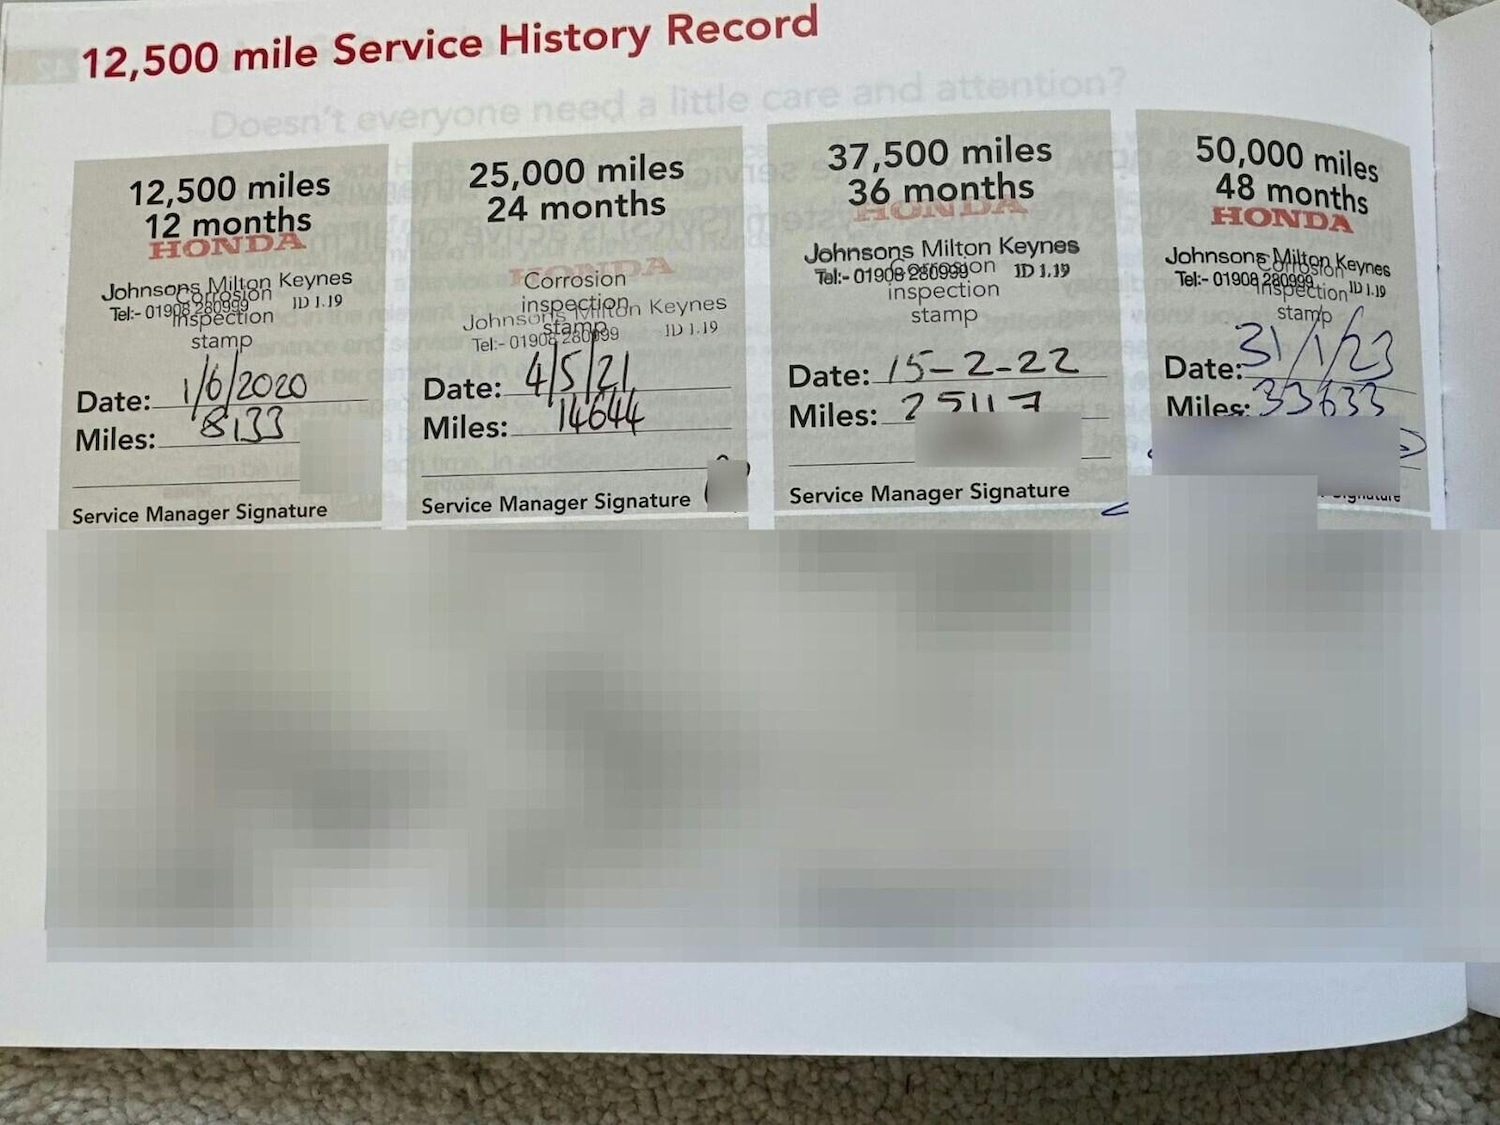 12,500 mile Service History Record
Doesn't everyone need a little care and attention?
12,500 miles
12 months
HONDA
Johnsons Milton Keynes
Corrosion
Tel:- 01908 280999 ID 1.19
inspection
stamp
Date: 1/6/2020
Miles: 8133
Service Manager Signature
25,000 miles
24 months
HONDA
Corrosion
inspection
Johnsons Milton Keynes
stamp
Tel:- 01908 280999 ID 1.19
Date: 4/5/21
Miles: 14644
Service Manager Signature
37,500 miles
36 months
HONDA
Johnsons Milton Keynes
Corrosion
Tel:- 01908 280999 ID 1.19
inspection
stamp
Date: 15-2-22
Miles: 25117
Service Manager Signature
50,000 miles
48 months
HONDA
Johnsons Milton Keynes
Corrosion
Tel:- 01908 280999 ID 1.19
inspection
stamp
Date: 31/1/23
Miles: 33633
Signature